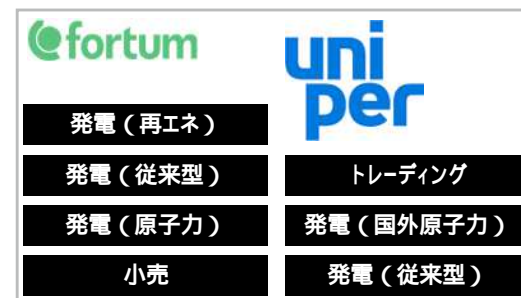 fortum
uni
per
発電（再エネ）
発電（従来型）
トレーディング
発電（原子力）
発電（国外原子力）
小売
発電（従来型）